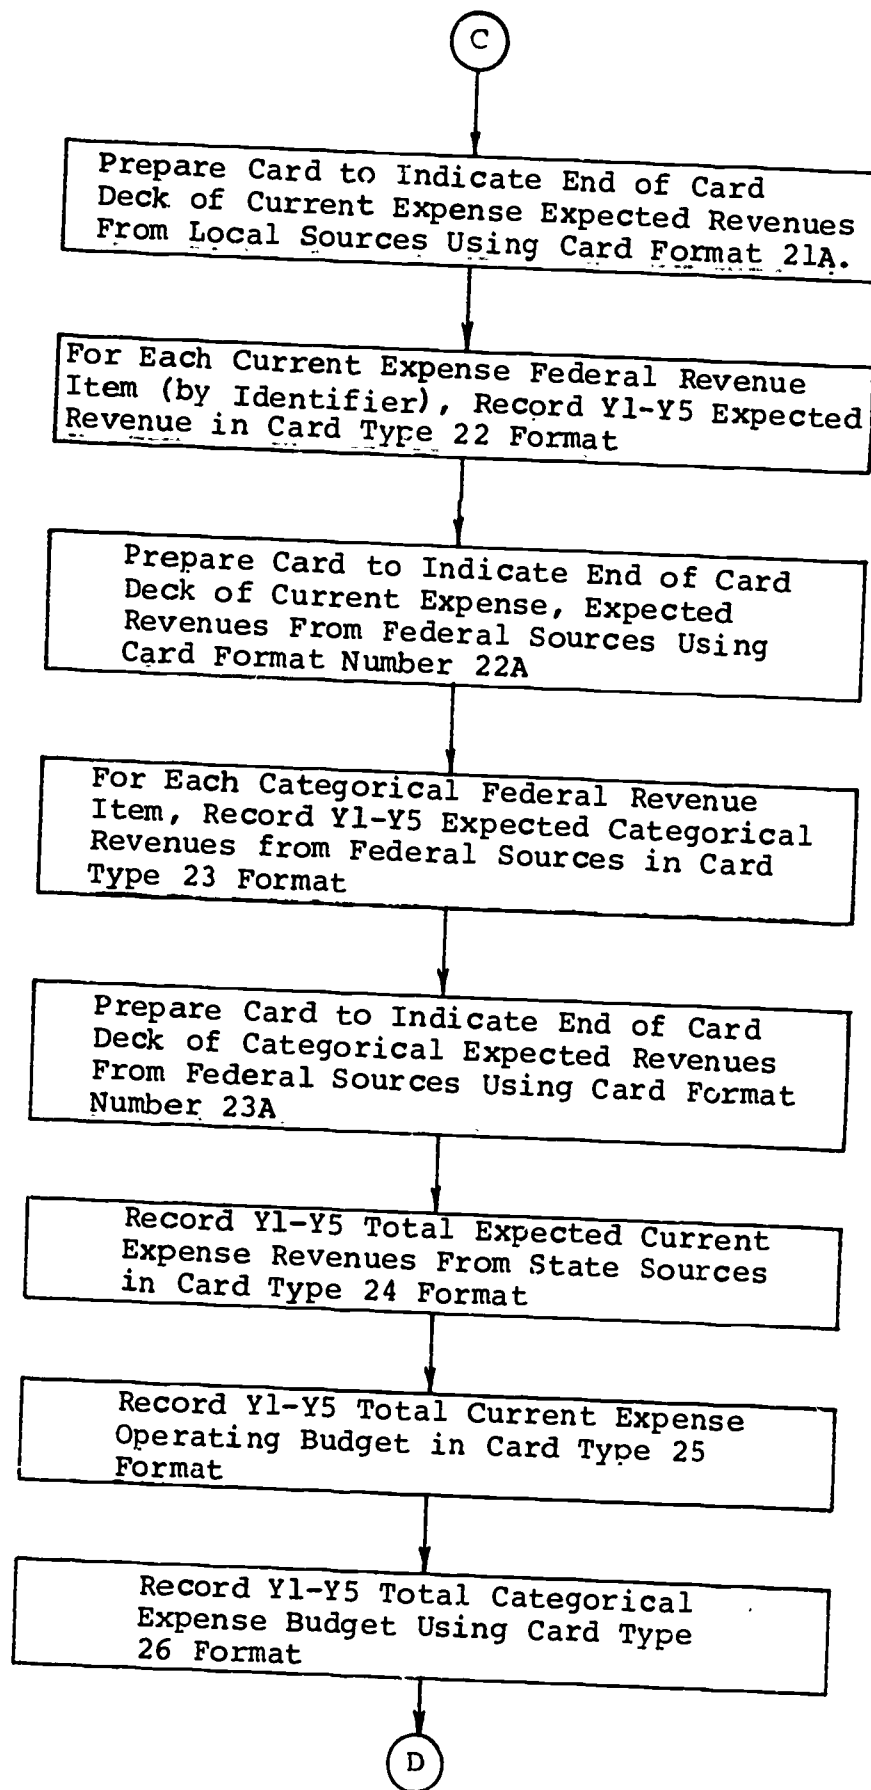 C
Prepare Card to Indicate End of Card
Deck of Current Expense Expected Revenues
From Local Sources Using Card Format 21A.
For Each Current Expense Federal Revenue
Item (by Identifier), Record Y1-Y5 Expected
Revenue in Card Type 22 Format
Prepare Card to Indicate End of Card
Deck of Current Expense, Expected
Revenues From Federal Sources Using
Card Format Number 22A
For Each Categorical Federal Revenue
Item, Record Y1-Y5 Expected Categorical
Revenues from Federal Sources in Card
Type 23 Format
Prepare Card to Indicate End of Card
Deck of Categorical Expected Revenues
From Federal Sources Using Card Format
Number 23A
Record Y1-Y5 Total Expected Current
Expense Revenues From State Sources
in Card Type 24 Format
Record Y1-Y5 Total Current Expense
Operating Budget in Card Type 25
Format
Record Y1-Y5 Total Categorical
Expense Budget Using Card Type
26 Format
D